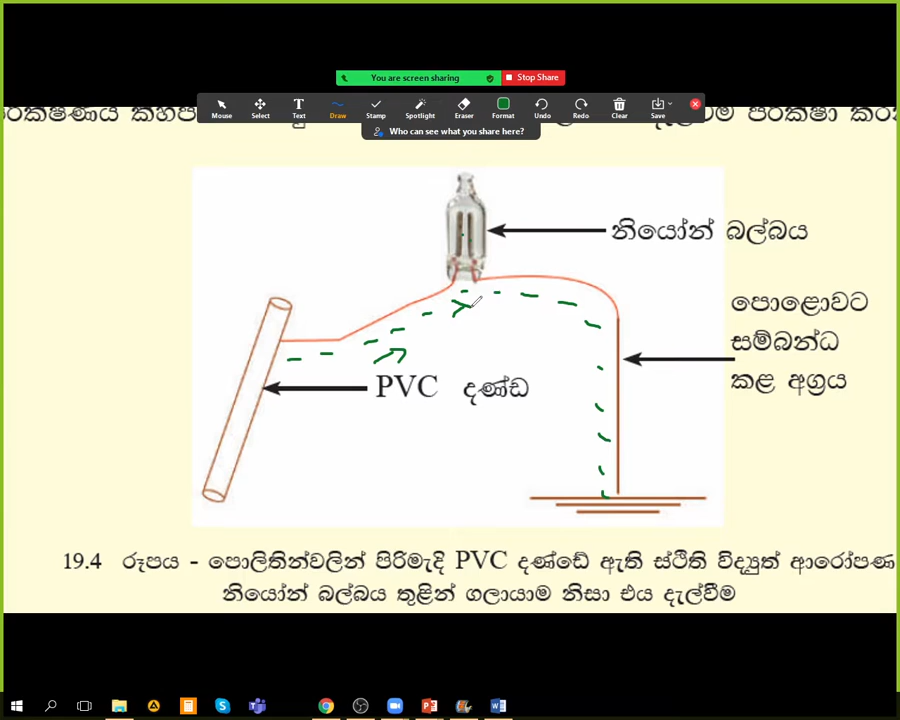 You are screen sharing
Stop Share
Mouse Select Text Draw Stamp Spotlight Eraser Format Undo Redo Clear Save
Who can see what you share here?
නියෝන් බල්බය
පොළොවට
සම්බන්ධ
කළ අග්‍රය
PVC දණ්ඩ
19.4 රූපය - පොලිතින්වලින් පිරිමැදි PVC දණ්ඩේ ඇති ස්ථිති විද්‍යුත් ආරෝපණ
නියෝන් බල්බය තුළින් ගලායාම නිසා එය දැල්වීම